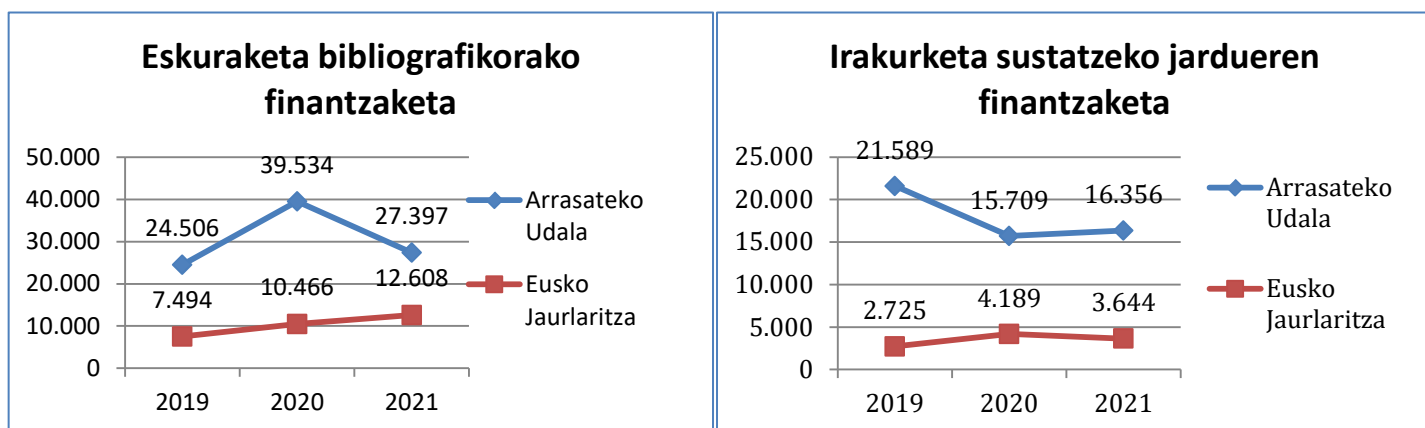 Eskuraketa bibliografikorako
finantzaketa
50.000
40.000
30.000
20.000
10.000
0
24.506
39.534
27.397
7.494
10.466
12.608
2019
2020
2021
Arrasateko
Udala
Eusko
Jaurlaritza
Irakurketa sustatzeko jardueren
finantzaketa
25.000
20.000
15.000
10.000
5.000
0
21.589
15.709
16.356
2.725
4.189
3.644
2019
2020
2021
Arrasateko
Udala
Eusko
Jaurlaritza